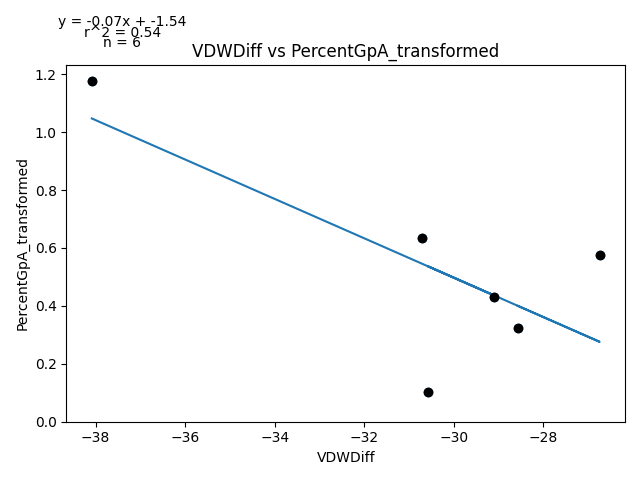 y = -0.07x + -1.54
r^2 = 0.54
n = 6
VDWDiff vs PercentGpA_transformed
1.2
1.0
0.8
0.6
0.4
0.2
0.0
PercentGpA_transformed
−38
−36
−34
−32
−30
−28
VDWDiff